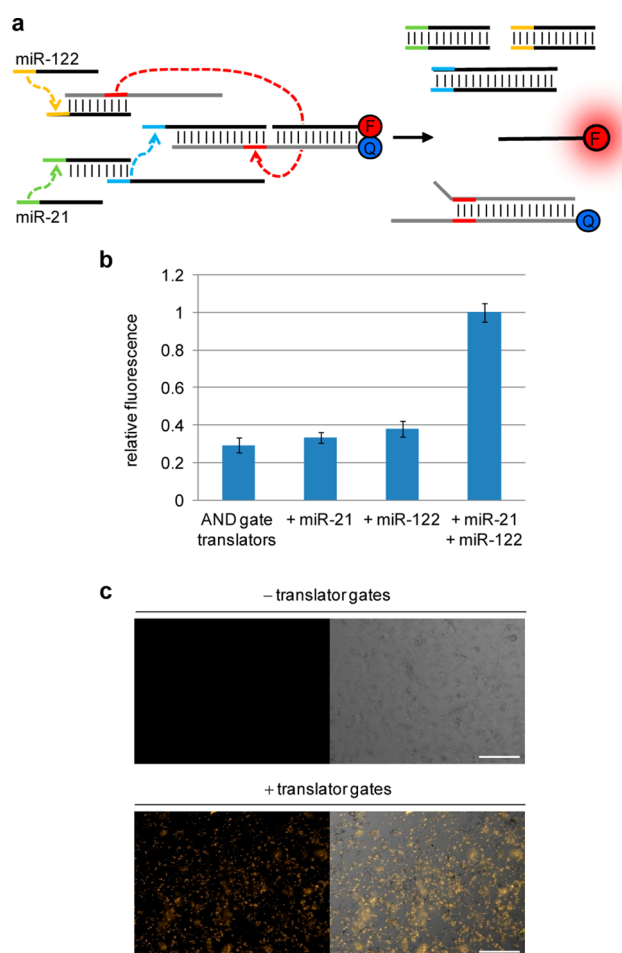 a
miR-122
miR-21
F
Q
F
Q
b
relative fluorescence
1.2
1
0.8
0.6
0.4
0.2
0
AND gate
translators
+ miR-21
+ miR-122
+ miR-21
+ miR-122
c
– translator gates
+ translator gates